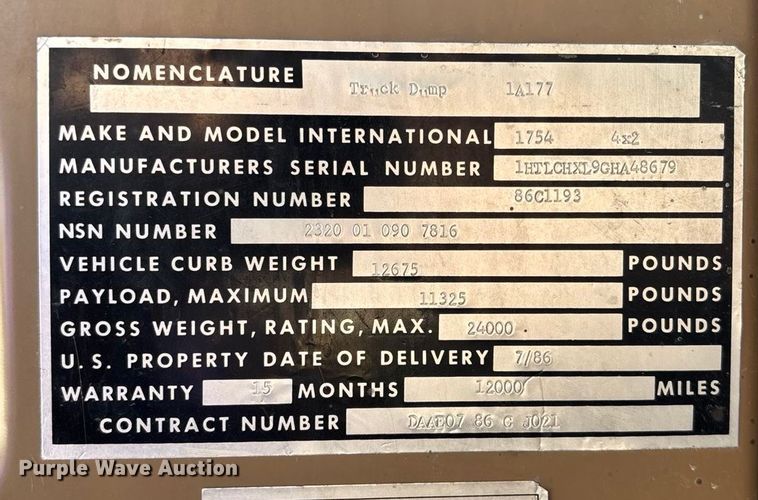 NOMENCLATURE Truck Dump 1A177
MAKE AND MODEL INTERNATIONAL 1754 4x2
MANUFACTURERS SERIAL NUMBER 1HTLCHXL9GHA48679
REGISTRATION NUMBER 86C1193
NSN NUMBER 2320 01 090 7816
VEHICLE CURB WEIGHT 12675 POUNDS
PAYLOAD, MAXIMUM 11325 POUNDS
GROSS WEIGHT, RATING, MAX. 24000 POUNDS
U.S. PROPERTY DATE OF DELIVERY 7/86
WARRANTY 15 MONTHS 12000 MILES
CONTRACT NUMBER DAAE07 86 C J021
Purple Wave Auction